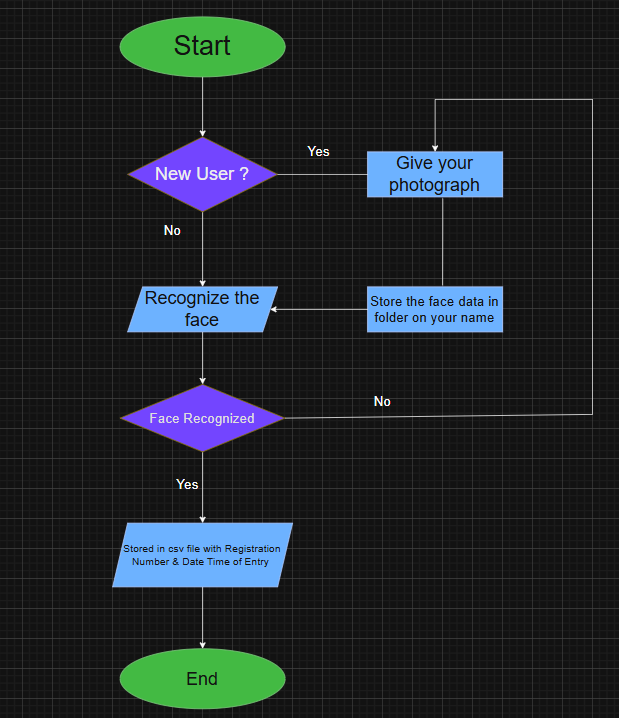 Start
New User ?
Yes
Give your
photograph
No
Recognize the
face
Store the face data in
folder on your name
No
Face Recognized
Yes
Stored in csv file with Registration
Number & Date Time of Entry
End